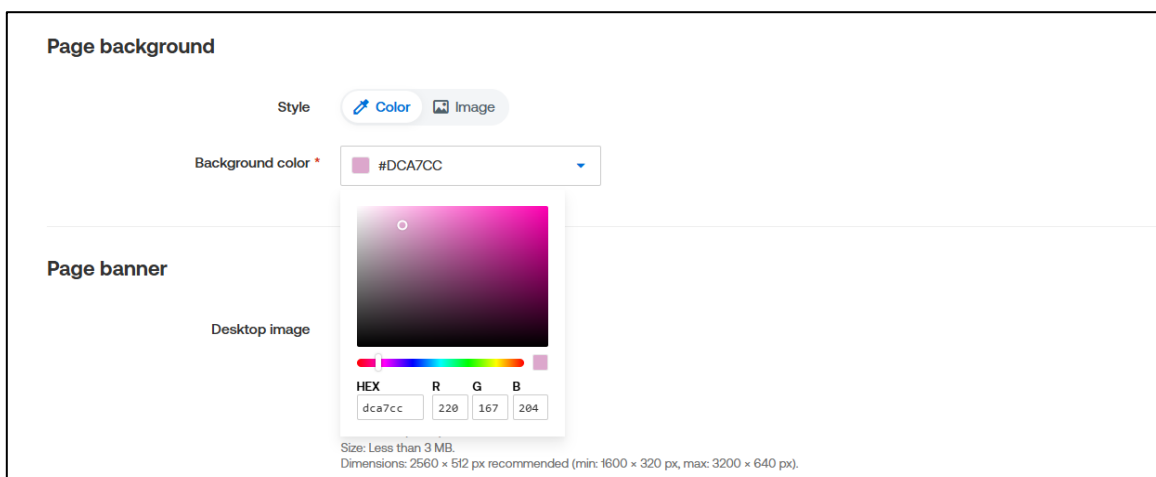 Page background
Style Color Image
Background color * #DCA7CC
Page banner
Desktop image
HEX R G B
dca7cc 220 167 204
Size: Less than 3 MB.
Dimensions: 2560 × 512 px recommended (min: 1600 × 320 px, max: 3200 × 640 px).